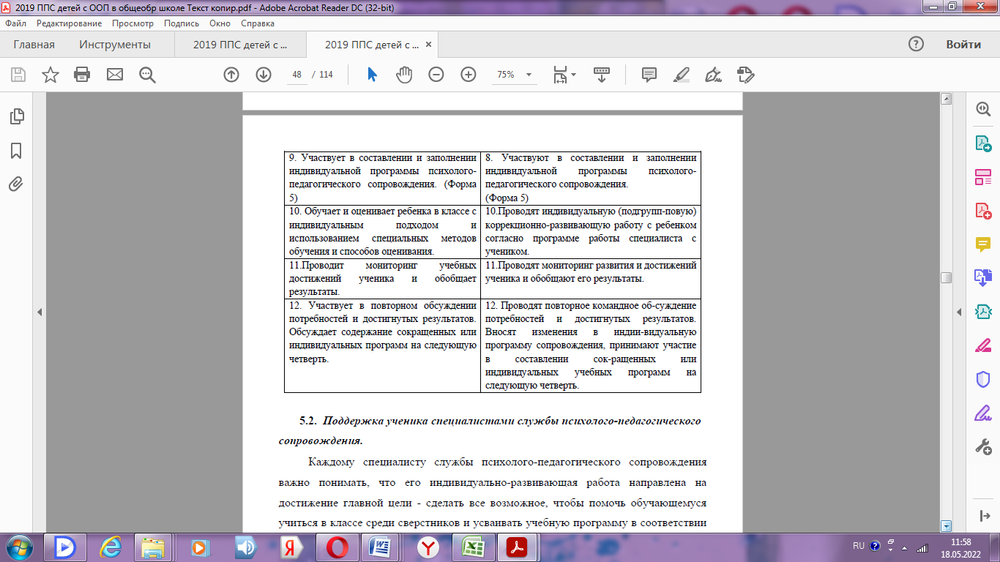 2019 ППС детей с ООП в общеобр школе Текст копир.pdf - Adobe Acrobat Reader DC (32-bit)
Файл Редактирование Просмотр Подпись Окно Справка
Главная Инструменты 2019 ППС детей с ... 2019 ППС детей с ... × Войти
48 / 114 75%
9. Участвует в составлении и заполнении
индивидуальной программы психолого-
педагогического сопровождения. (Форма
5)
8. Участвуют в составлении и заполнении
индивидуальной программы психолого-
педагогического сопровождения.
(Форма 5)
10. Обучает и оценивает ребенка в классе с
индивидуальным подходом и
использованием специальных методов
обучения и способов оценивания.
10.Проводят индивидуальную (подгрупп-повую)
коррекционно-развивающую работу с ребенком
согласно программе работы специалиста с
учеником.
11.Проводит мониторинг учебных
достижений ученика и обобщает
результаты.
11.Проводят мониторинг развития и достижений
ученика и обобщают его результаты.
12. Участвует в повторном обсуждении
потребностей и достигнутых результатов.
Обсуждает содержание сокращенных или
индивидуальных программ на следующую
четверть.
12. Проводят повторное командное об-суждение
потребностей и достигнутых результатов.
Вносят изменения в индии-видуальную
программу сопровождения, принимают участие
в составлении сок-ращенных или
индивидуальных учебных программ на
следующую четверть.
5.2. Поддержка ученика специалистами службы психолого-педагогического
сопровождения.
Каждому специалисту службы психолого-педагогического сопровождения
важно понимать, что его индивидуально-развивающая работа направлена на
достижение главной цели - сделать все возможное, чтобы помочь обучающемуся
учиться в классе среди сверстников и усваивать учебную программу в соответствии
RU 11:58
18.05.2022